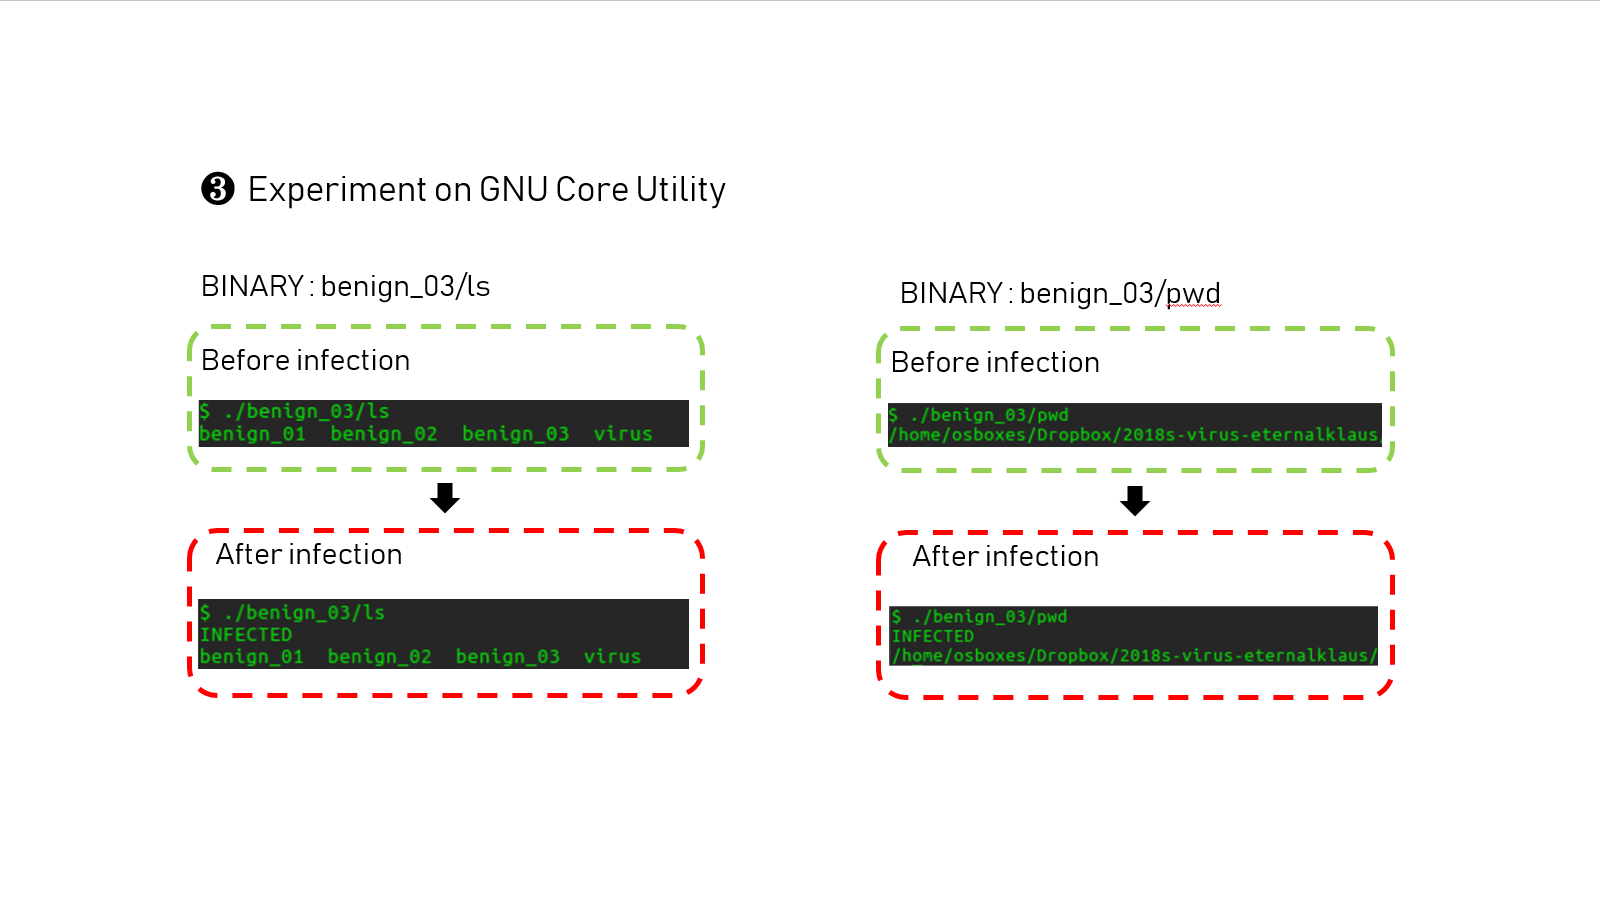 ❸ Experiment on GNU Core Utility
BINARY : benign_03/ls
Before infection
$ ./benign_03/ls
benign_01 benign_02 benign_03 virus
After infection
$ ./benign_03/ls
INFECTED
benign_01 benign_02 benign_03 virus
BINARY : benign_03/pwd
Before infection
$ ./benign_03/pwd
/home/osboxes/Dropbox/2018s-virus-eternalklaus/
After infection
$ ./benign_03/pwd
INFECTED
/home/osboxes/Dropbox/2018s-virus-eternalklaus/